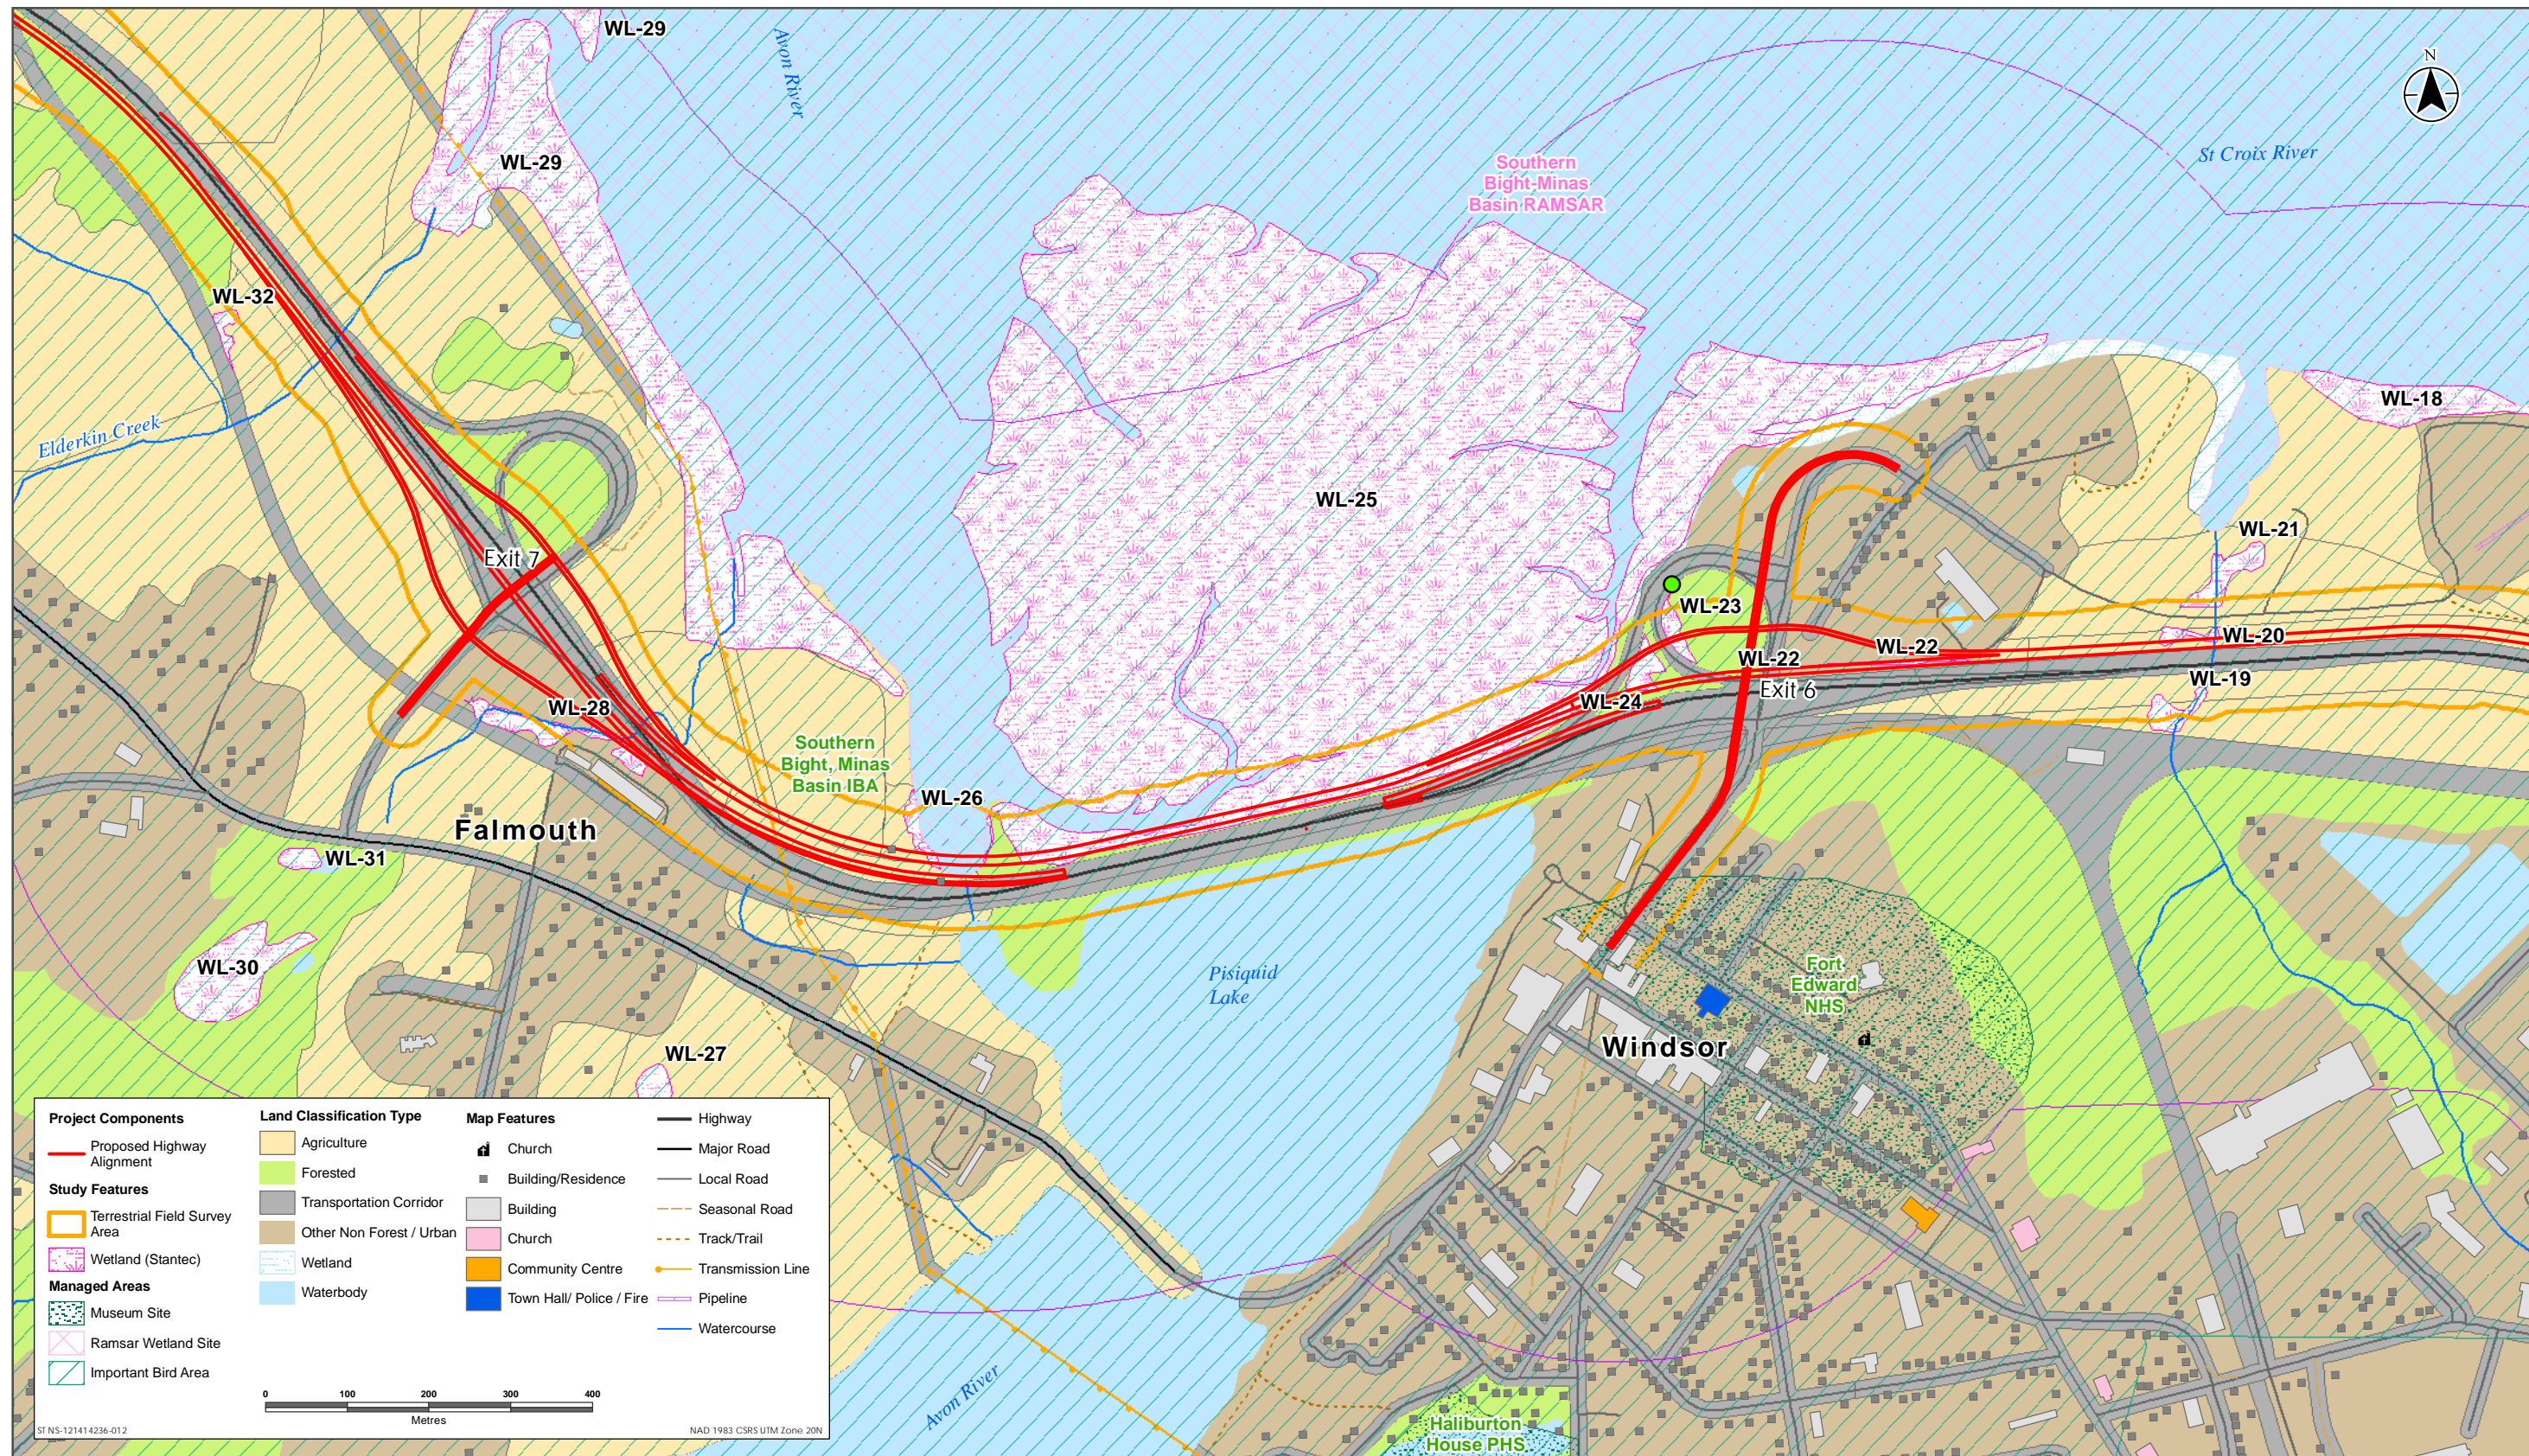 WL-29
Avon River
N
St Croix River
WL-29
Southern
Bight-Minas
Basin RAMSAR
WL-32
WL-18
Elderkin Creek
WL-25
WL-21
Exit 7
WL-23
WL-20
WL-22
WL-22
WL-19
Exit 6
WL-28
WL-24
Southern
Bight, Minas
Basin IBA
WL-26
Falmouth
WL-31
WL-30
Pisiquid
Lake
Fort
Edward
NHS
Windsor
WL-27
Avon River
Haliburton
House PHS
Project Components
Proposed Highway
Alignment
Study Features
Terrestrial Field Survey
Area
Wetland (Stantec)
Managed Areas
Museum Site
Ramsar Wetland Site
Important Bird Area
Land Classification Type
Agriculture
Forested
Transportation Corridor
Other Non Forest / Urban
Wetland
Waterbody
Map Features
Church
Building/Residence
Building
Church
Community Centre
Town Hall/ Police / Fire
Highway
Major Road
Local Road
Seasonal Road
Track/Trail
Transmission Line
Pipeline
Watercourse
0 100 200 300 400
Metres
ST NS-121414236-012
NAD 1983 CSRS UTM Zone 20N